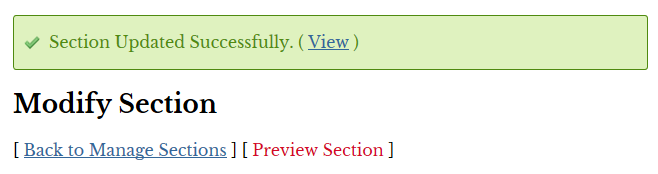 Section Updated Successfully. ( View )
Modify Section
[ Back to Manage Sections ] [ Preview Section ]